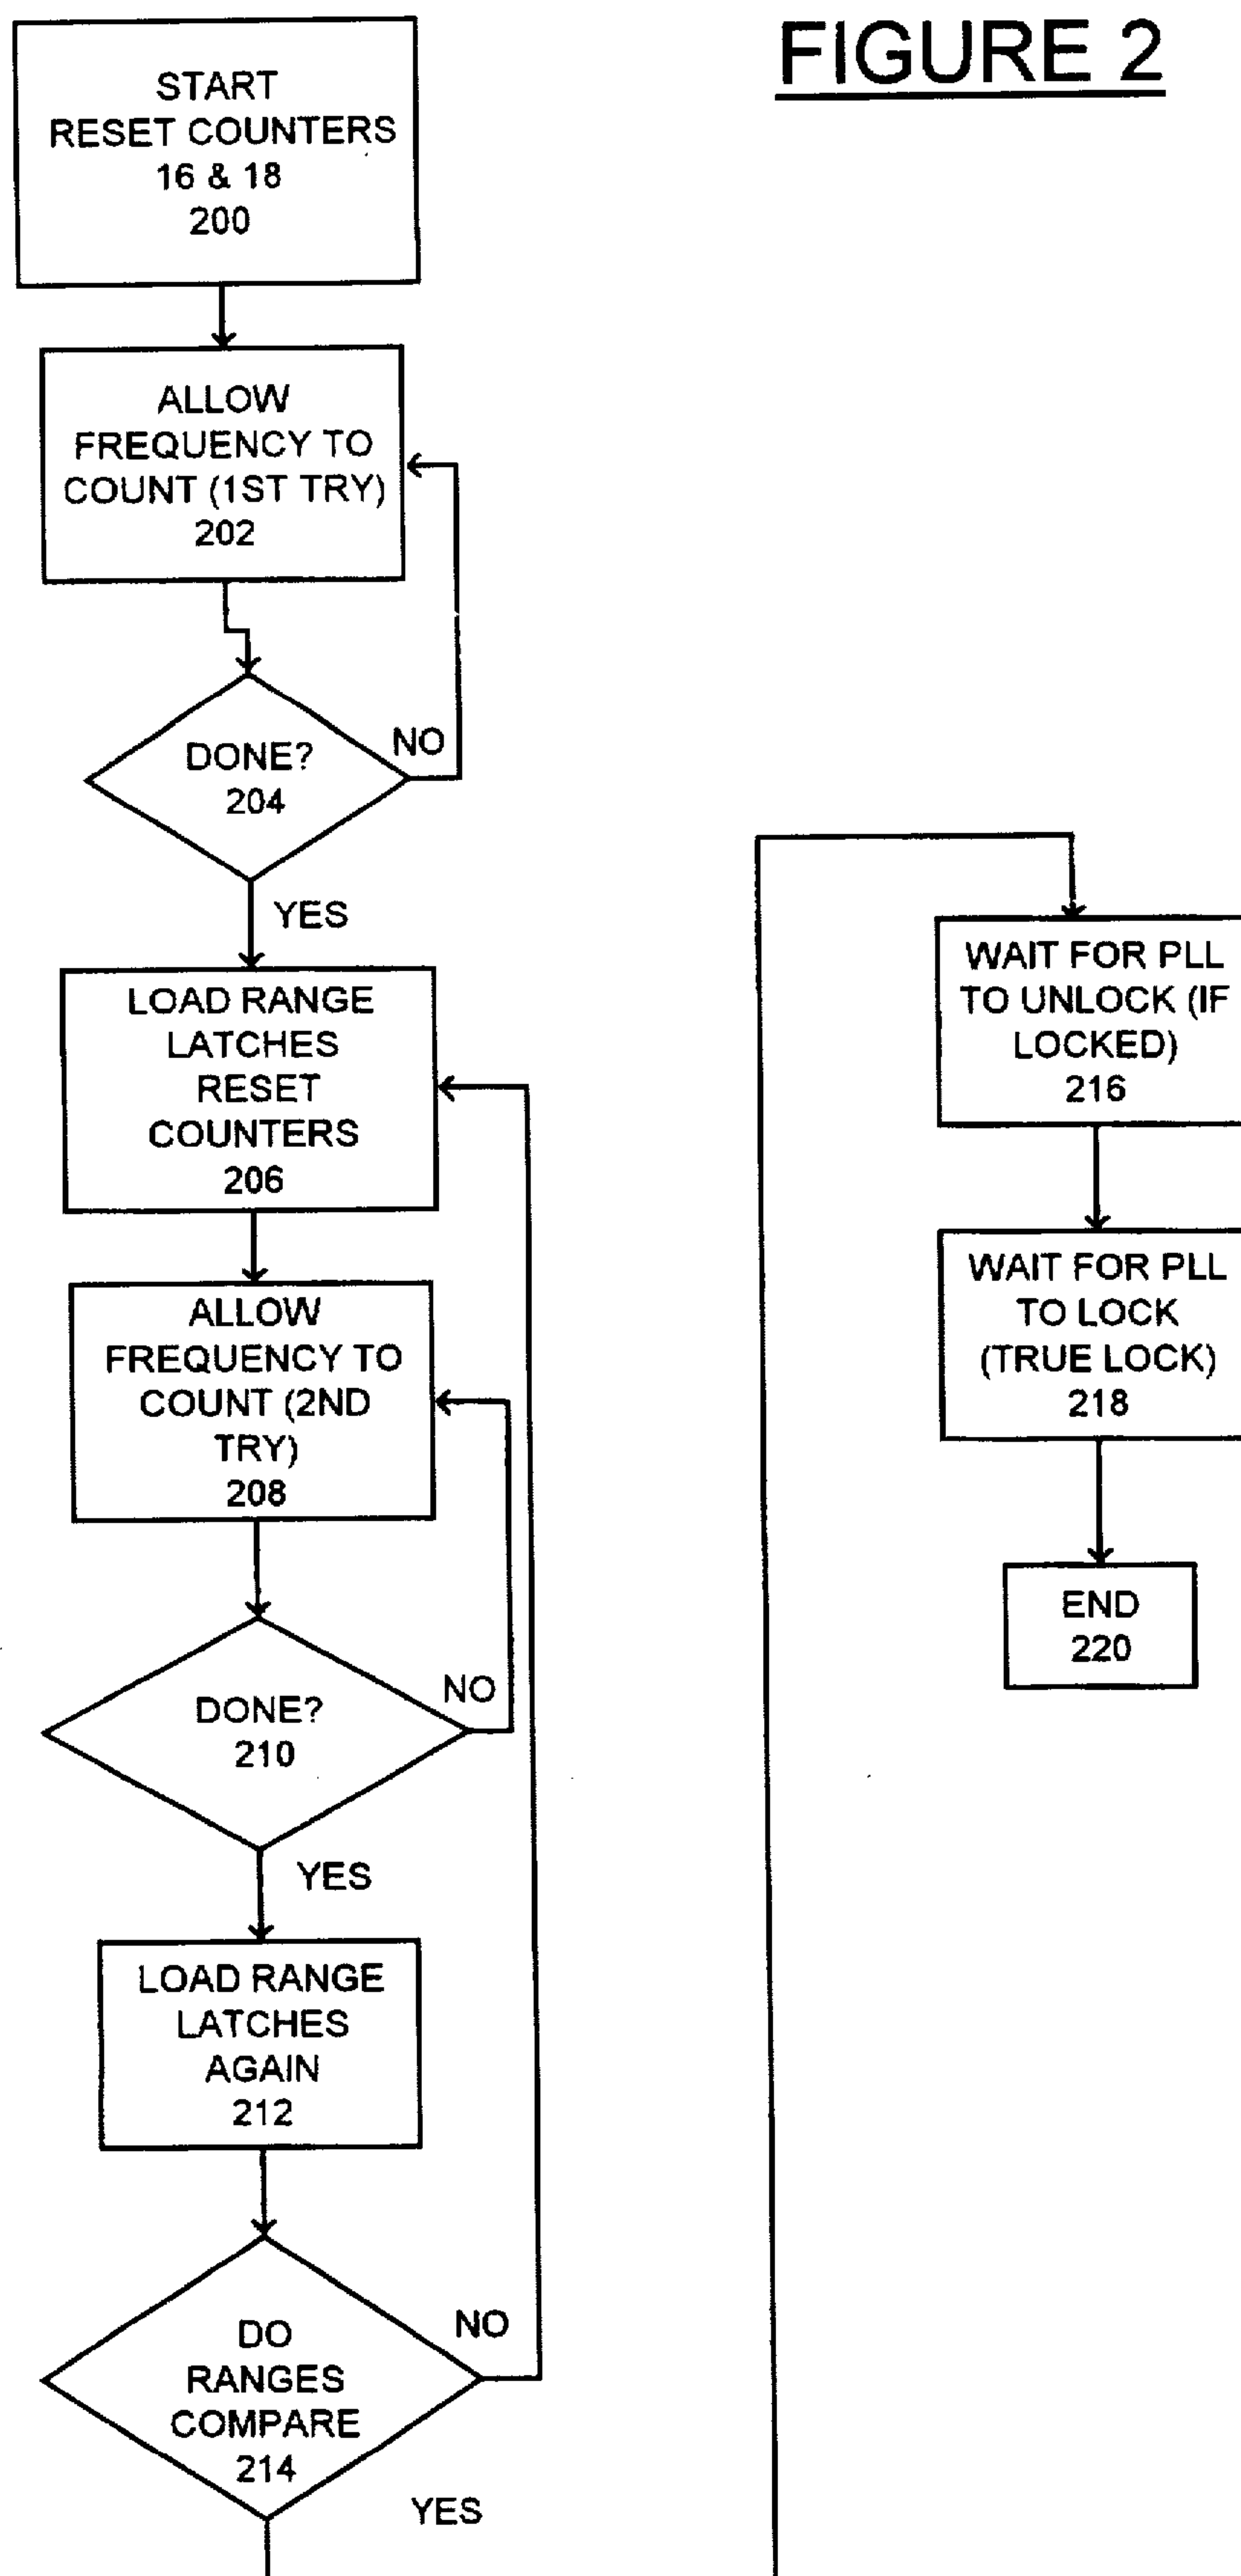 FIGURE 2
START
RESET COUNTERS
16 & 18
200
ALLOW
FREQUENCY TO
COUNT (1ST TRY)
202
DONE?
204
NO
YES
LOAD RANGE
LATCHES
RESET
COUNTERS
206
ALLOW
FREQUENCY TO
COUNT (2ND
TRY)
208
DONE?
210
NO
YES
LOAD RANGE
LATCHES
AGAIN
212
DO
RANGES
COMPARE
214
NO
YES
WAIT FOR PLL
TO UNLOCK (IF
LOCKED)
216
WAIT FOR PLL
TO LOCK
(TRUE LOCK)
218
END
220